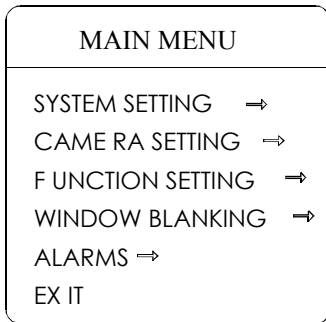 MAIN MENU
SYSTEM SETTING ⇒
CAME RA SETTING ⇒
F UNCTION SETTING ⇒
WINDOW BLANKING ⇒
ALARMS ⇒
EX IT